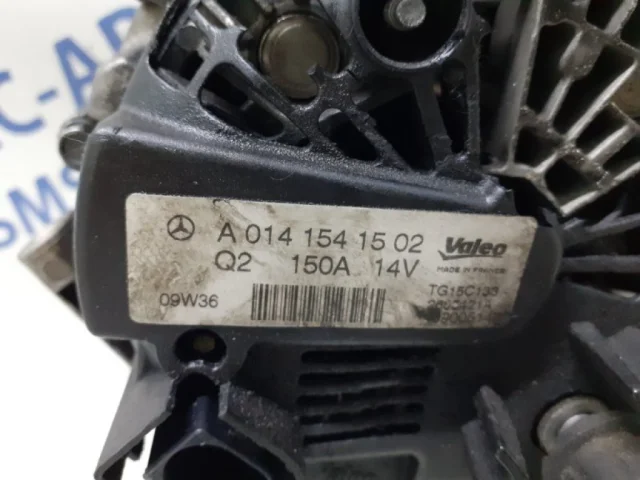 A 014 154 15 02 Valeo
Q2 150A 14V MADE IN FRANCE
09W36 TG15C133